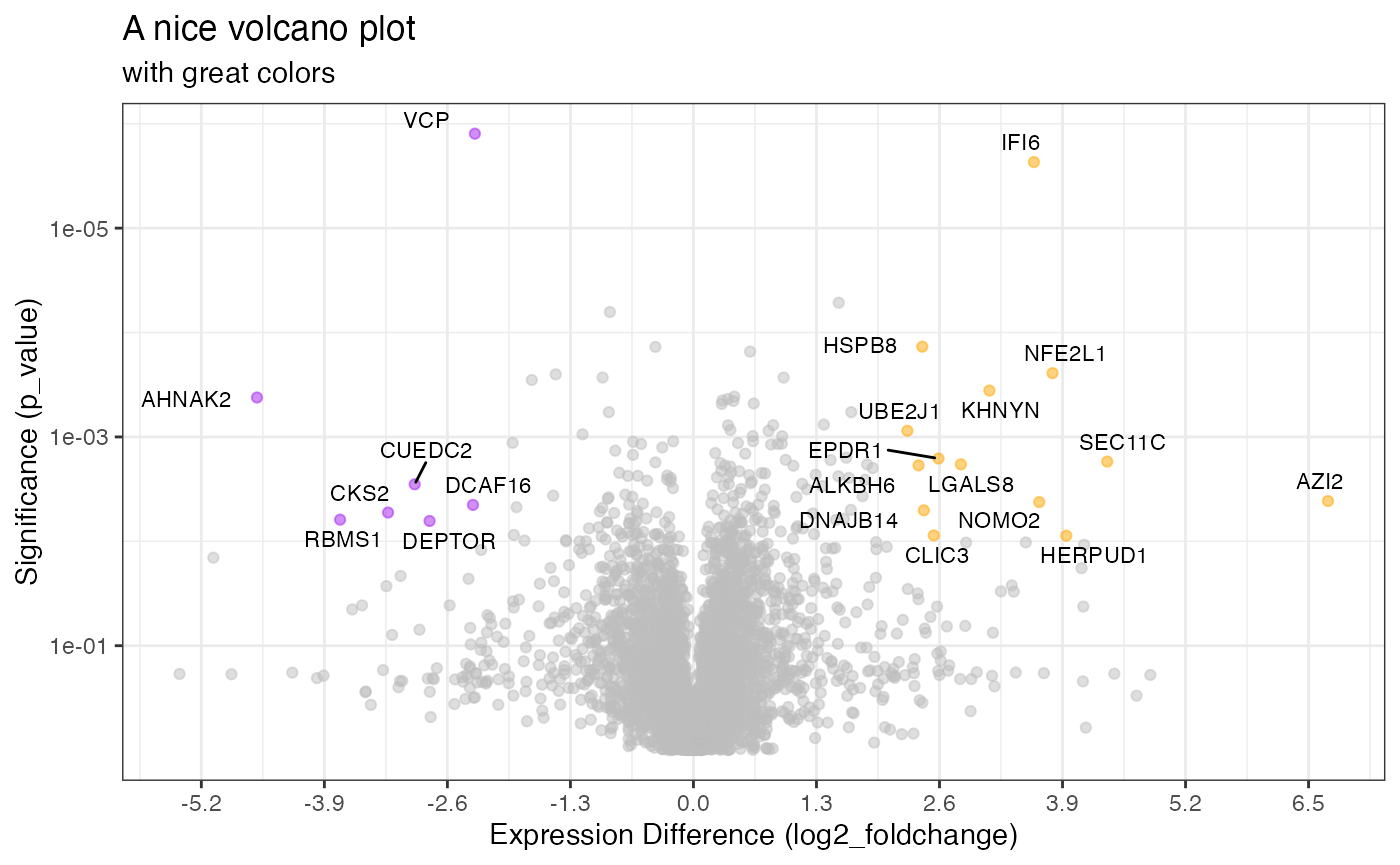 A nice volcano plot
with great colors
VCP
IFI6
1e-05
HSPB8
NFE2L1
AHNAK2
UBE2J1
KHNYN
1e-03
CUEDC2
EPDR1
SEC11C
CKS2
DCAF16
ALKBH6
LGALS8
AZI2
RBMS1
DEPTOR
DNAJB14
NOMO2
CLIC3
HERPUD1
1e-01
Significance (p_value)
-5.2 -3.9 -2.6 -1.3 0.0 1.3 2.6 3.9 5.2 6.5
Expression Difference (log2_foldchange)